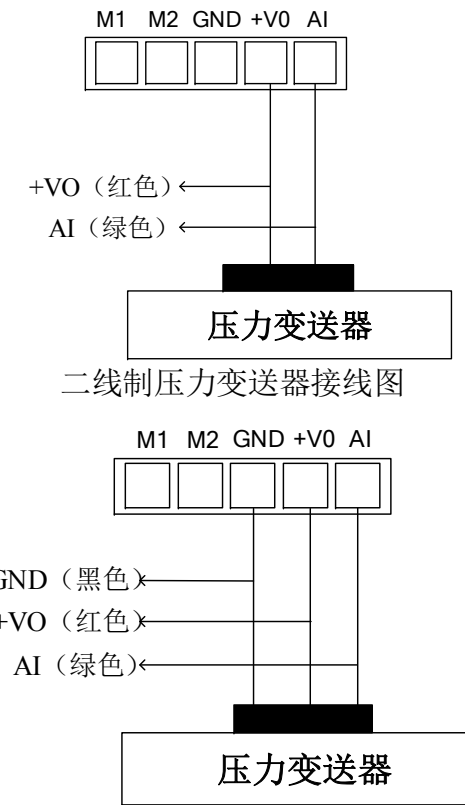 M1 M2 GND +V0 AI
+VO（红色）
AI（绿色）
压力变送器
二线制压力变送器接线图
M1 M2 GND +V0 AI
GND（黑色）
+VO（红色）
AI（绿色）
压力变送器